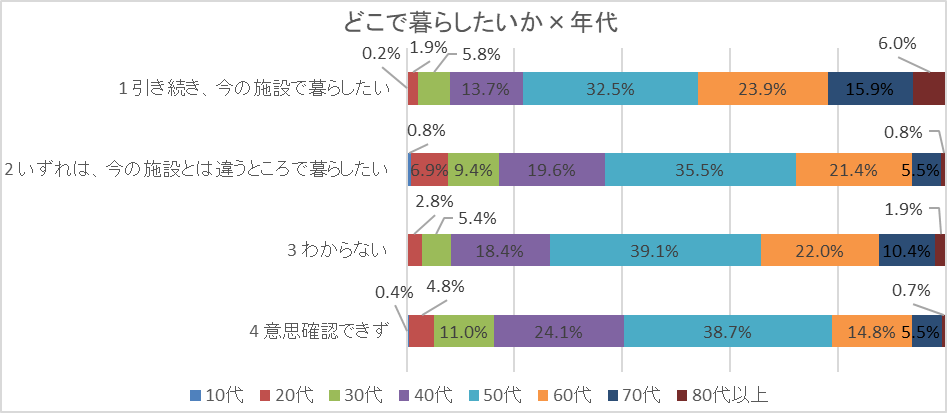 どこで暮らしたいか × 年代
0.2% 1.9% 5.8% 6.0%
1 引き続き、今の施設で暮らしたい 13.7% 32.5% 23.9% 15.9%
0.8% 0.8%
2 いずれは、今の施設とは違うところで暮らしたい 6.9% 9.4% 19.6% 35.5% 21.4% 5.5%
2.8% 5.4% 1.9%
3 わからない 18.4% 39.1% 22.0% 10.4%
0.4% 4.8% 0.7%
4 意思確認できず 11.0% 24.1% 38.7% 14.8% 5.5%
10代 20代 30代 40代 50代 60代 70代 80代以上